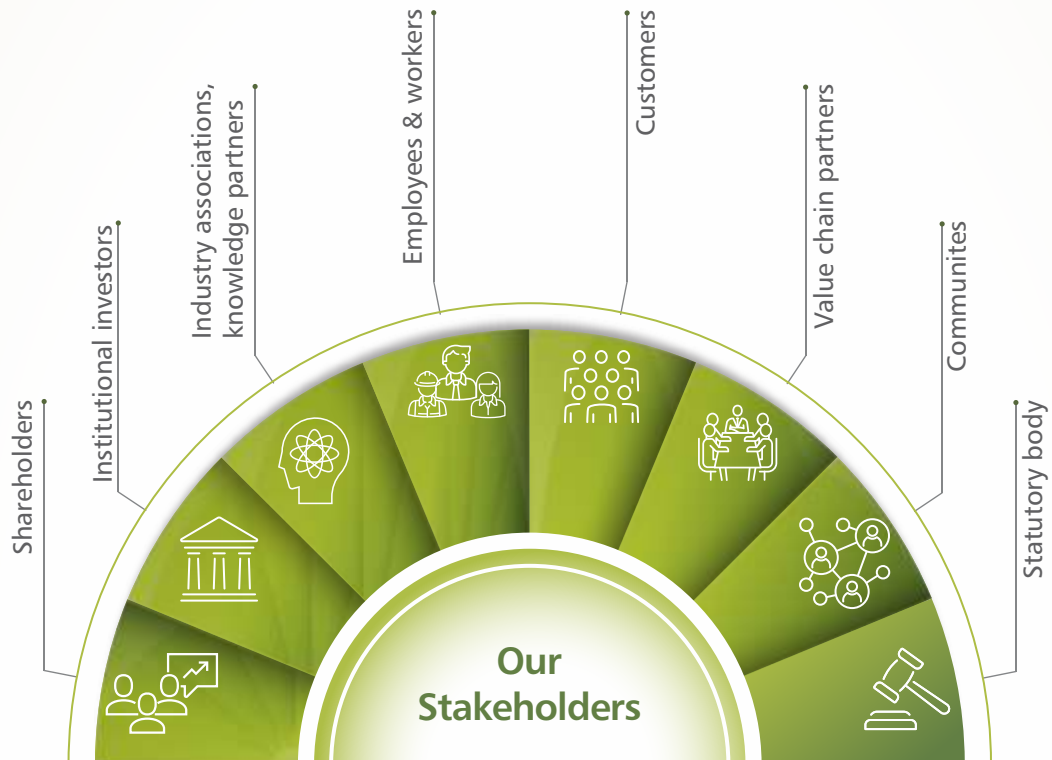 Shareholders
Institutional investors
Industry associations,
knowledge partners
Employees & workers
Customers
Value chain partners
Communites
Statutory body
Our
Stakeholders